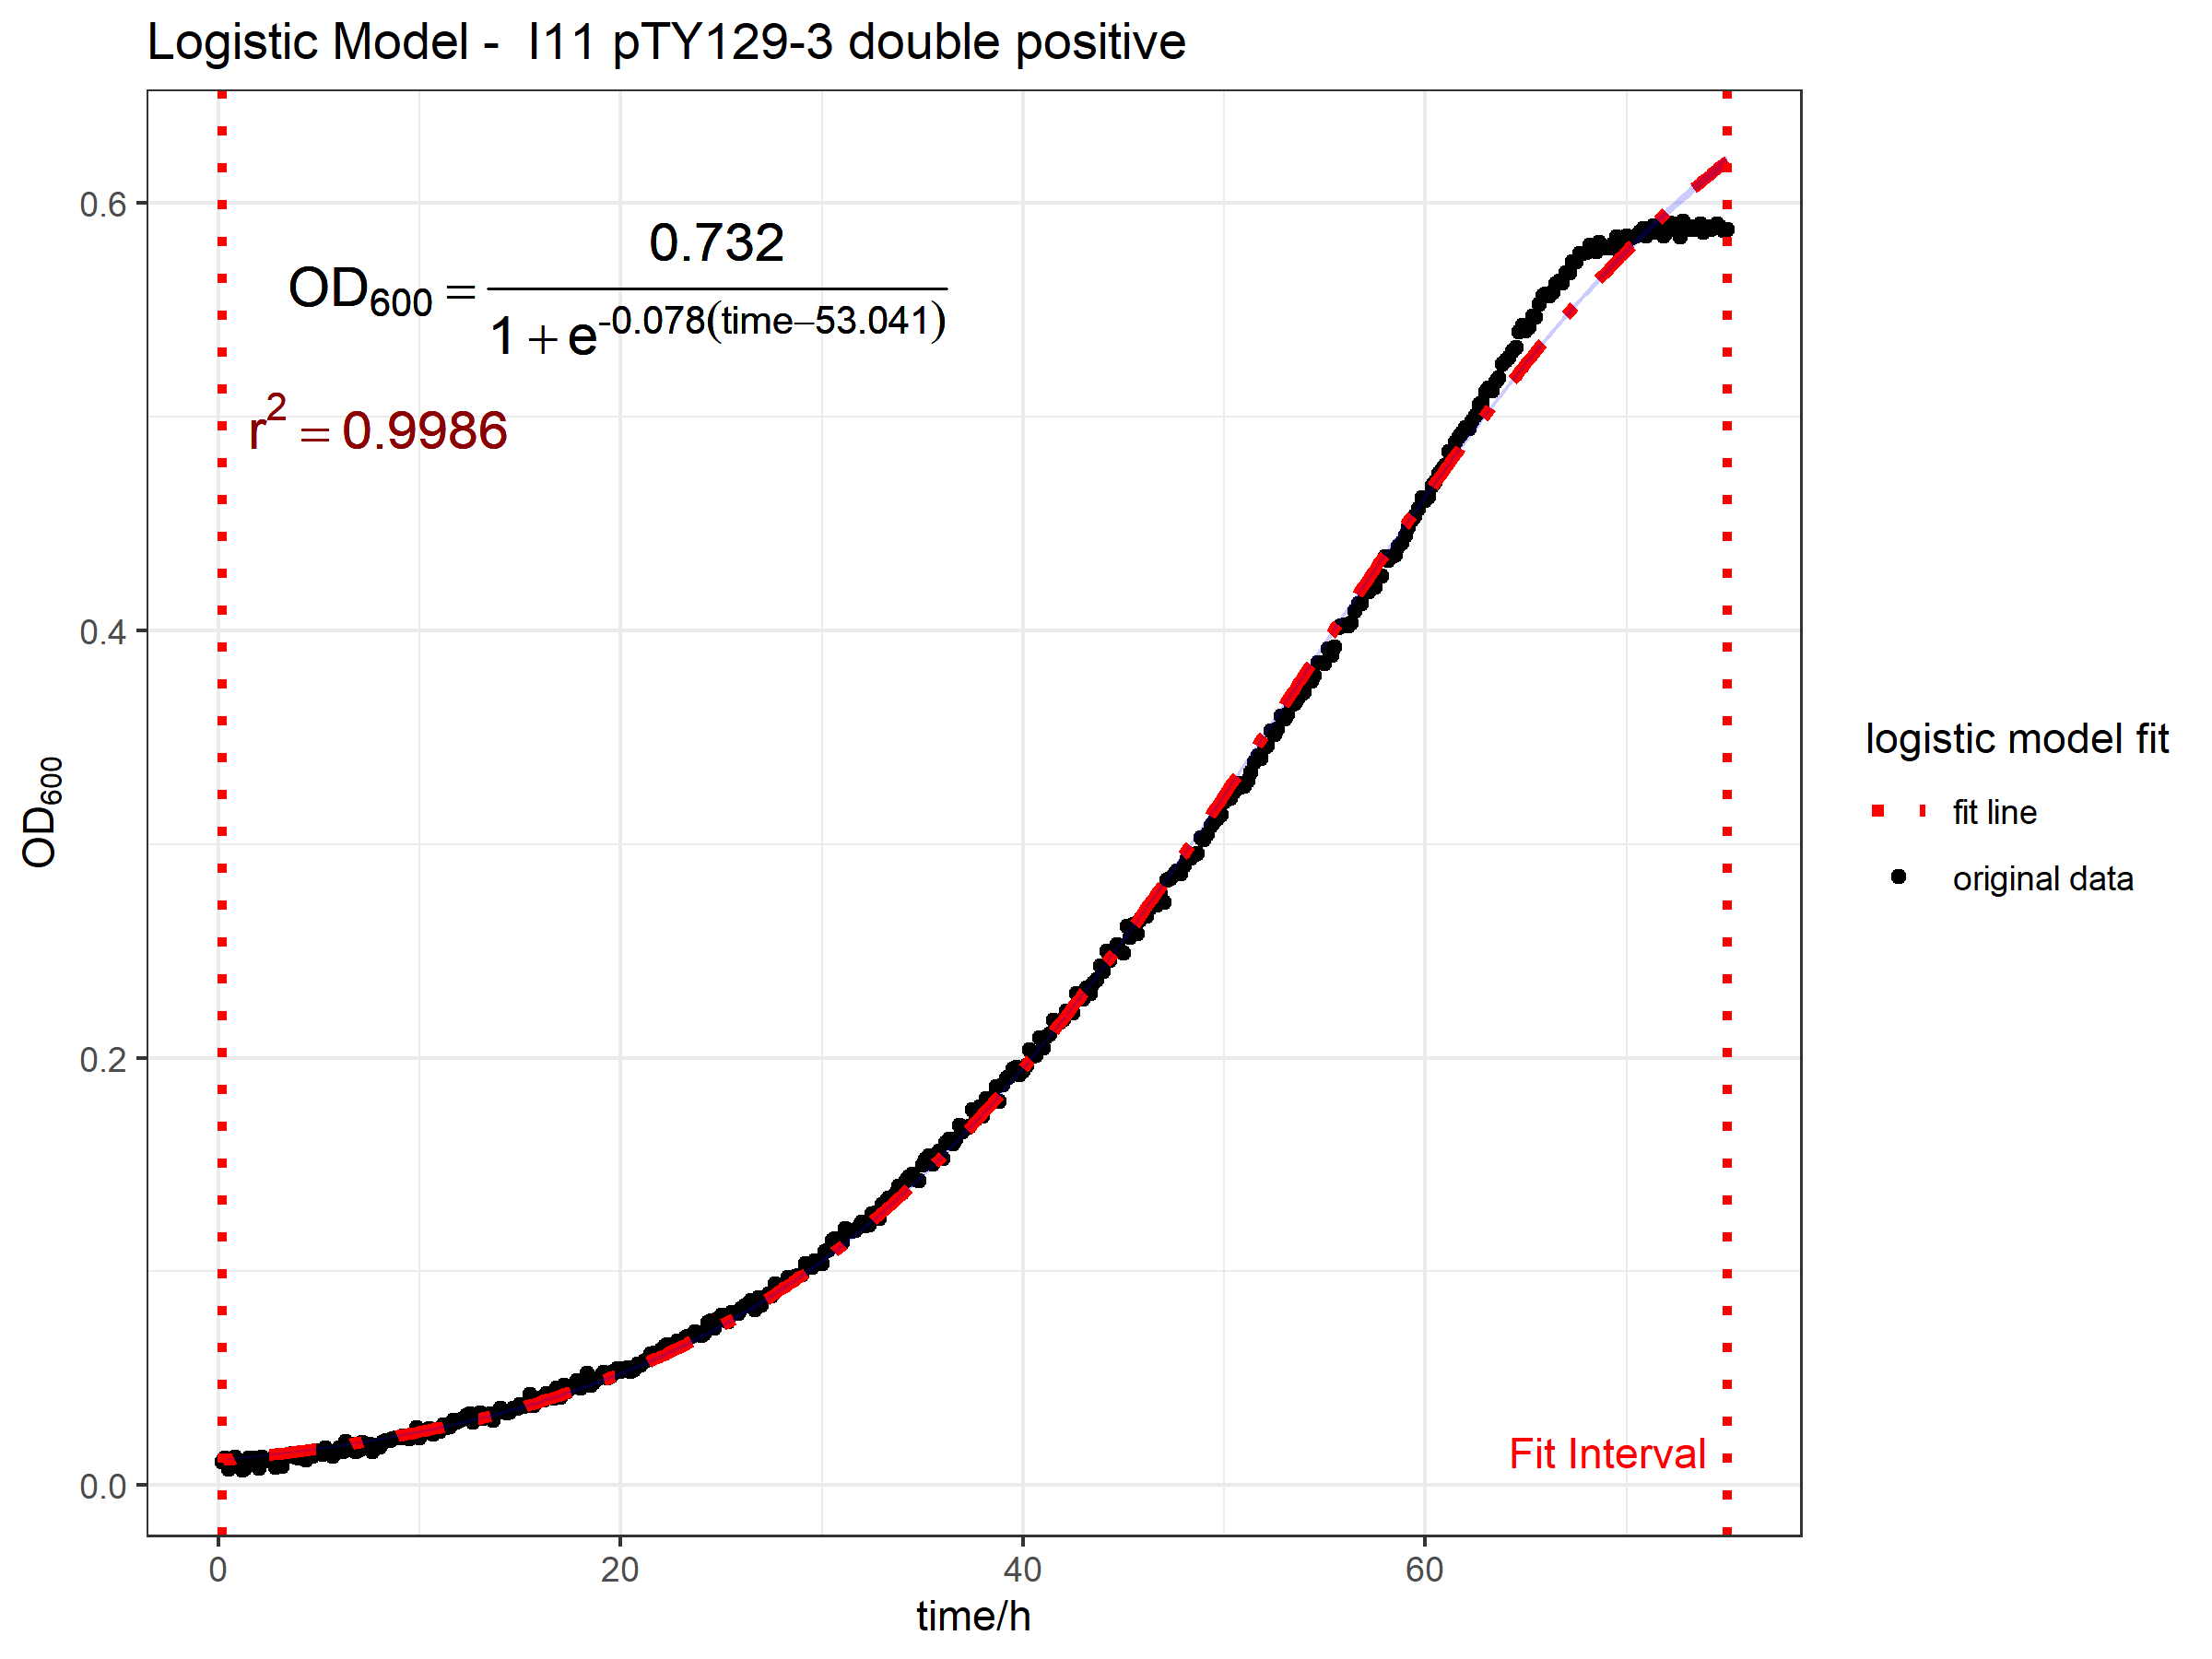 Logistic Model -  I11 pTY129-3 double positive
OD₆₀₀ = 0.732 / 1 + e^-0.078(time−53.041)
r² = 0.9986
0.6
0.4
0.2
0.0
OD₆₀₀
0 20 40 60
time/h
Fit Interval
logistic model fit
fit line
original data